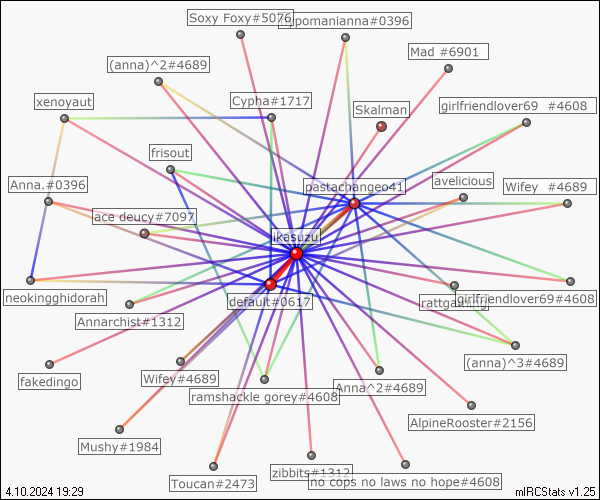 Soxy Foxy#5076
ypomanianna#0396
Mad #6901
(anna)^2#4689
xenoyaut
Cypha#1717
Skalman
girlfriendlover69 #4608
frisout
Anna.#0396
pastachangeo41
avelicious
Wifey #4689
ace deucy#7097
ikasuzu
neokingghidorah
default#0617
girlfriendlover69#4608
Annarchist#1312
(anna)^3#4689
fakedingo
Wifey#4689
ramshackle gorey#4608
Anna^2#4689
AlpineRooster#2156
Mushy#1984
Toucan#2473
zibbits#1312
no cops no laws no hope#4608
4.10.2024 19:29
mIRCStats v1.25